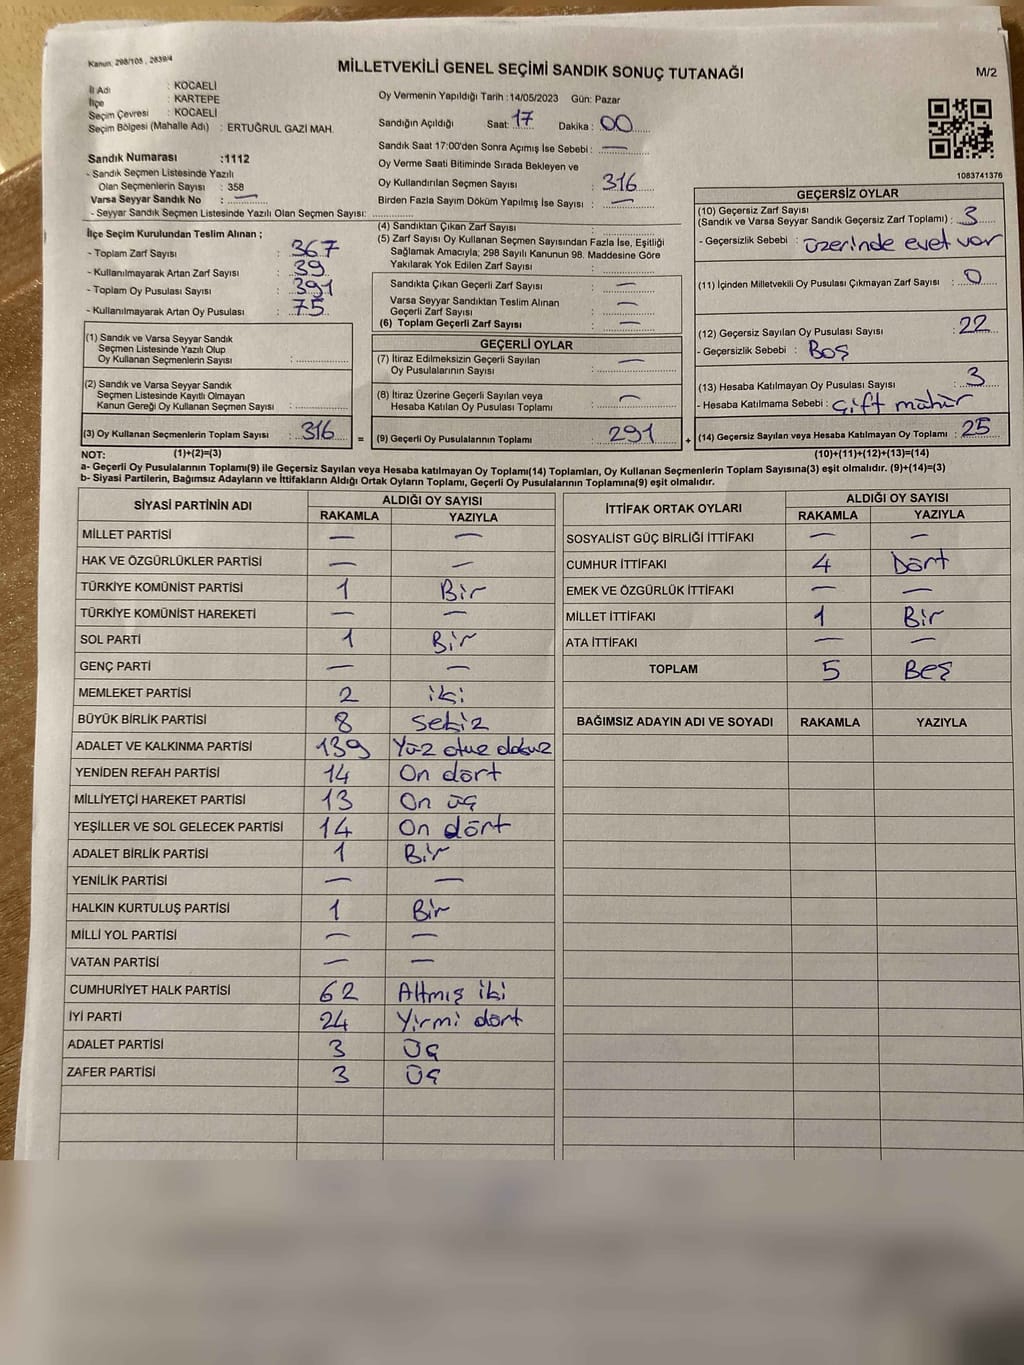 Kanun, 298/105 , 2839/4
MİLLETVEKİLİ GENEL SEÇİMİ SANDIK SONUÇ TUTANAĞI
M/2
İl Adı : KOCAELİ
İlçe : KARTEPE
Seçim Çevresi : KOCAELİ
Seçim Bölgesi (Mahalle Adı) : ERTUĞRUL GAZİ MAH.
Oy Vermenin Yapıldığı Tarih :14/05/2023 Gün: Pazar
Sandığın Açıldığı Saat: 17 Dakika : 00
Sandık Saat 17:00'den Sonra Açımış İse Sebebi : —
Oy Verme Saati Bitiminde Sırada Bekleyen ve
Oy Kullandırılan Seçmen Sayısı : 316
Birden Fazla Sayım Döküm Yapılmış İse Sayısı : —
1083741376
Sandık Numarası :1112
- Sandık Seçmen Listesinde Yazılı
Olan Seçmenlerin Sayısı : 358
Varsa Seyyar Sandık No : —
- Seyyar Sandık Seçmen Listesinde Yazılı Olan Seçmen Sayısı:
İlçe Seçim Kurulundan Teslim Alınan ;
- Toplam Zarf Sayısı : 367
- Kullanılmayarak Artan Zarf Sayısı : 39
- Toplam Oy Pusulası Sayısı : 391
- Kullanılmayarak Artan Oy Pusulası : 75
(1) Sandık ve Varsa Seyyar Sandık
Seçmen Listesinde Yazılı Olup
Oy Kullanan Seçmenlerin Sayısı :
(2) Sandık ve Varsa Seyyar Sandık
Seçmen Listesinde Kayıtlı Olmayan
Kanun Gereği Oy Kullanan Seçmen Sayısı :
(3) Oy Kullanan Seçmenlerin Toplam Sayısı : 316
(4) Sandıktan Çıkan Zarf Sayısı :
(5) Zarf Sayısı Oy Kullanan Seçmen Sayısından Fazla İse, Eşitliği
Sağlamak Amacıyla; 298 Sayılı Kanunun 98. Maddesine Göre
Yakılarak Yok Edilen Zarf Sayısı :
Sandıkta Çıkan Geçerli Zarf Sayısı : —
Varsa Seyyar Sandıktan Teslim Alınan
Geçerli Zarf Sayısı : —
(6) Toplam Geçerli Zarf Sayısı : —
GEÇERLİ OYLAR
(7) İtiraz Edilmeksizin Geçerli Sayılan
Oy Pusulalarının Sayısı : —
(8) İtiraz Üzerine Geçerli Sayılan veya
Hesaba Katılan Oy Pusulası Toplamı : —
= (9) Geçerli Oy Pusulalarının Toplamı : 291
GEÇERSİZ OYLAR
(10) Geçersiz Zarf Sayısı
(Sandık ve Varsa Seyyar Sandık Geçersiz Zarf Toplamı) : 3
- Geçersizlik Sebebi : üzerinde evet var
(11) İçinden Milletvekili Oy Pusulası Çıkmayan Zarf Sayısı : 0
(12) Geçersiz Sayılan Oy Pusulası Sayısı : 22
- Geçersizlik Sebebi : Boş
(13) Hesaba Katılmayan Oy Pusulası Sayısı : 3
- Hesaba Katılmama Sebebi : çift mühür
+ (14) Geçersiz Sayılan veya Hesaba Katılmayan Oy Toplamı : 25
NOT: (1)+(2)=(3) (10)+(11)+(12)+(13)=(14)
a- Geçerli Oy Pusulalarının Toplamı(9) ile Geçersiz Sayılan veya Hesaba katılmayan Oy Toplamı(14) Toplamları, Oy Kullanan Seçmenlerin Toplam Sayısına(3) eşit olmalıdır. (9)+(14)=(3)
b- Siyasi Partilerin, Bağımsız Adayların ve İttifakların Aldığı Ortak Oyların Toplamı, Geçerli Oy Pusulalarının Toplamına(9) eşit olmalıdır.
SİYASİ PARTİNİN ADI ALDIĞI OY SAYISI
RAKAMLA YAZIYLA
MİLLET PARTİSİ — —
HAK VE ÖZGÜRLÜKLER PARTİSİ — —
TÜRKİYE KOMÜNİST PARTİSİ 1 Bir
TÜRKİYE KOMÜNİST HAREKETİ — —
SOL PARTİ 1 Bir
GENÇ PARTİ — —
MEMLEKET PARTİSİ 2 iki
BÜYÜK BİRLİK PARTİSİ 8 sekiz
ADALET VE KALKINMA PARTİSİ 139 Yüz otuz dokuz
YENİDEN REFAH PARTİSİ 14 On dört
MİLLİYETÇİ HAREKET PARTİSİ 13 On üç
YEŞİLLER VE SOL GELECEK PARTİSİ 14 On dört
ADALET BİRLİK PARTİSİ 1 Bir
YENİLİK PARTİSİ — —
HALKIN KURTULUŞ PARTİSİ 1 Bir
MİLLİ YOL PARTİSİ — —
VATAN PARTİSİ — —
CUMHURİYET HALK PARTİSİ 62 Altmış iki
İYİ PARTİ 24 Yirmi dört
ADALET PARTİSİ 3 Üç
ZAFER PARTİSİ 3 Üç
İTTİFAK ORTAK OYLARI ALDIĞI OY SAYISI
RAKAMLA YAZIYLA
SOSYALİST GÜÇ BİRLİĞİ İTTİFAKI — —
CUMHUR İTTİFAKI 4 Dört
EMEK VE ÖZGÜRLÜK İTTİFAKI — —
MİLLET İTTİFAKI 1 Bir
ATA İTTİFAKI — —
TOPLAM 5 Beş
BAĞIMSIZ ADAYIN ADI VE SOYADI RAKAMLA YAZIYLA